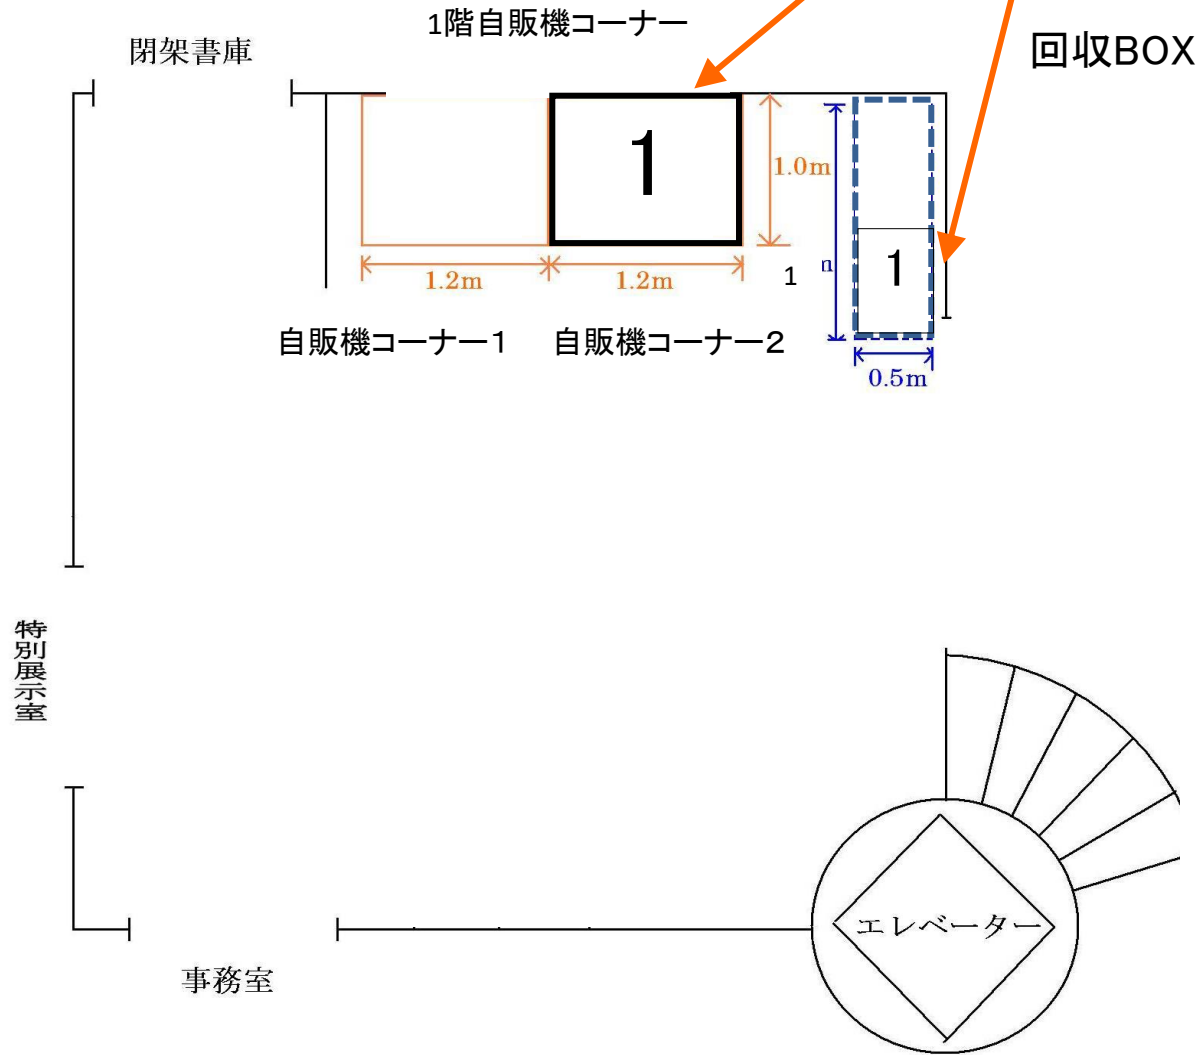 1階自販機コーナー
閉架書庫
回収BOX
1
1.0m
1
1.2m
1.2m
1
自販機コーナー1
自販機コーナー2
0.5m
特別展示室
エレベーター
事務室